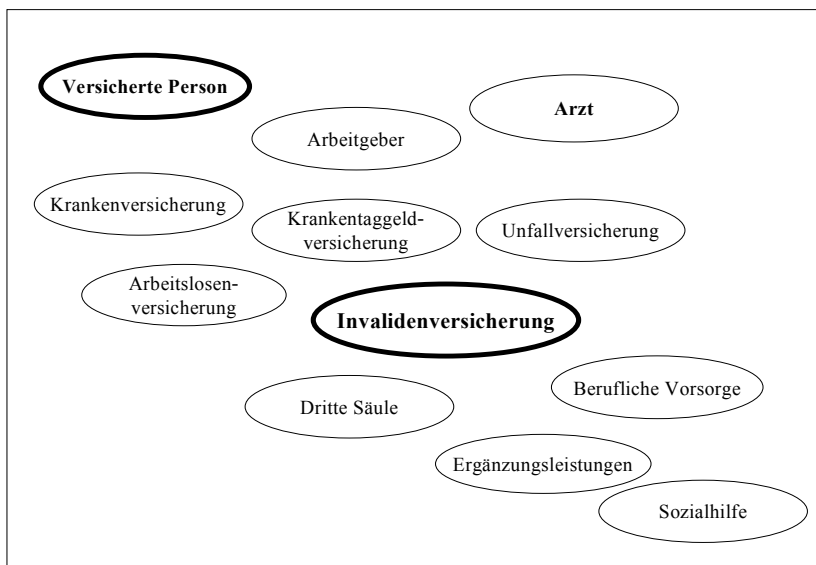 Versicherte Person
Arzt
Arbeitgeber
Krankenversicherung
Krankentaggeld-
versicherung
Unfallversicherung
Arbeitslosen-
versicherung
Invalidenversicherung
Berufliche Vorsorge
Dritte Säule
Ergänzungsleistungen
Sozialhilfe